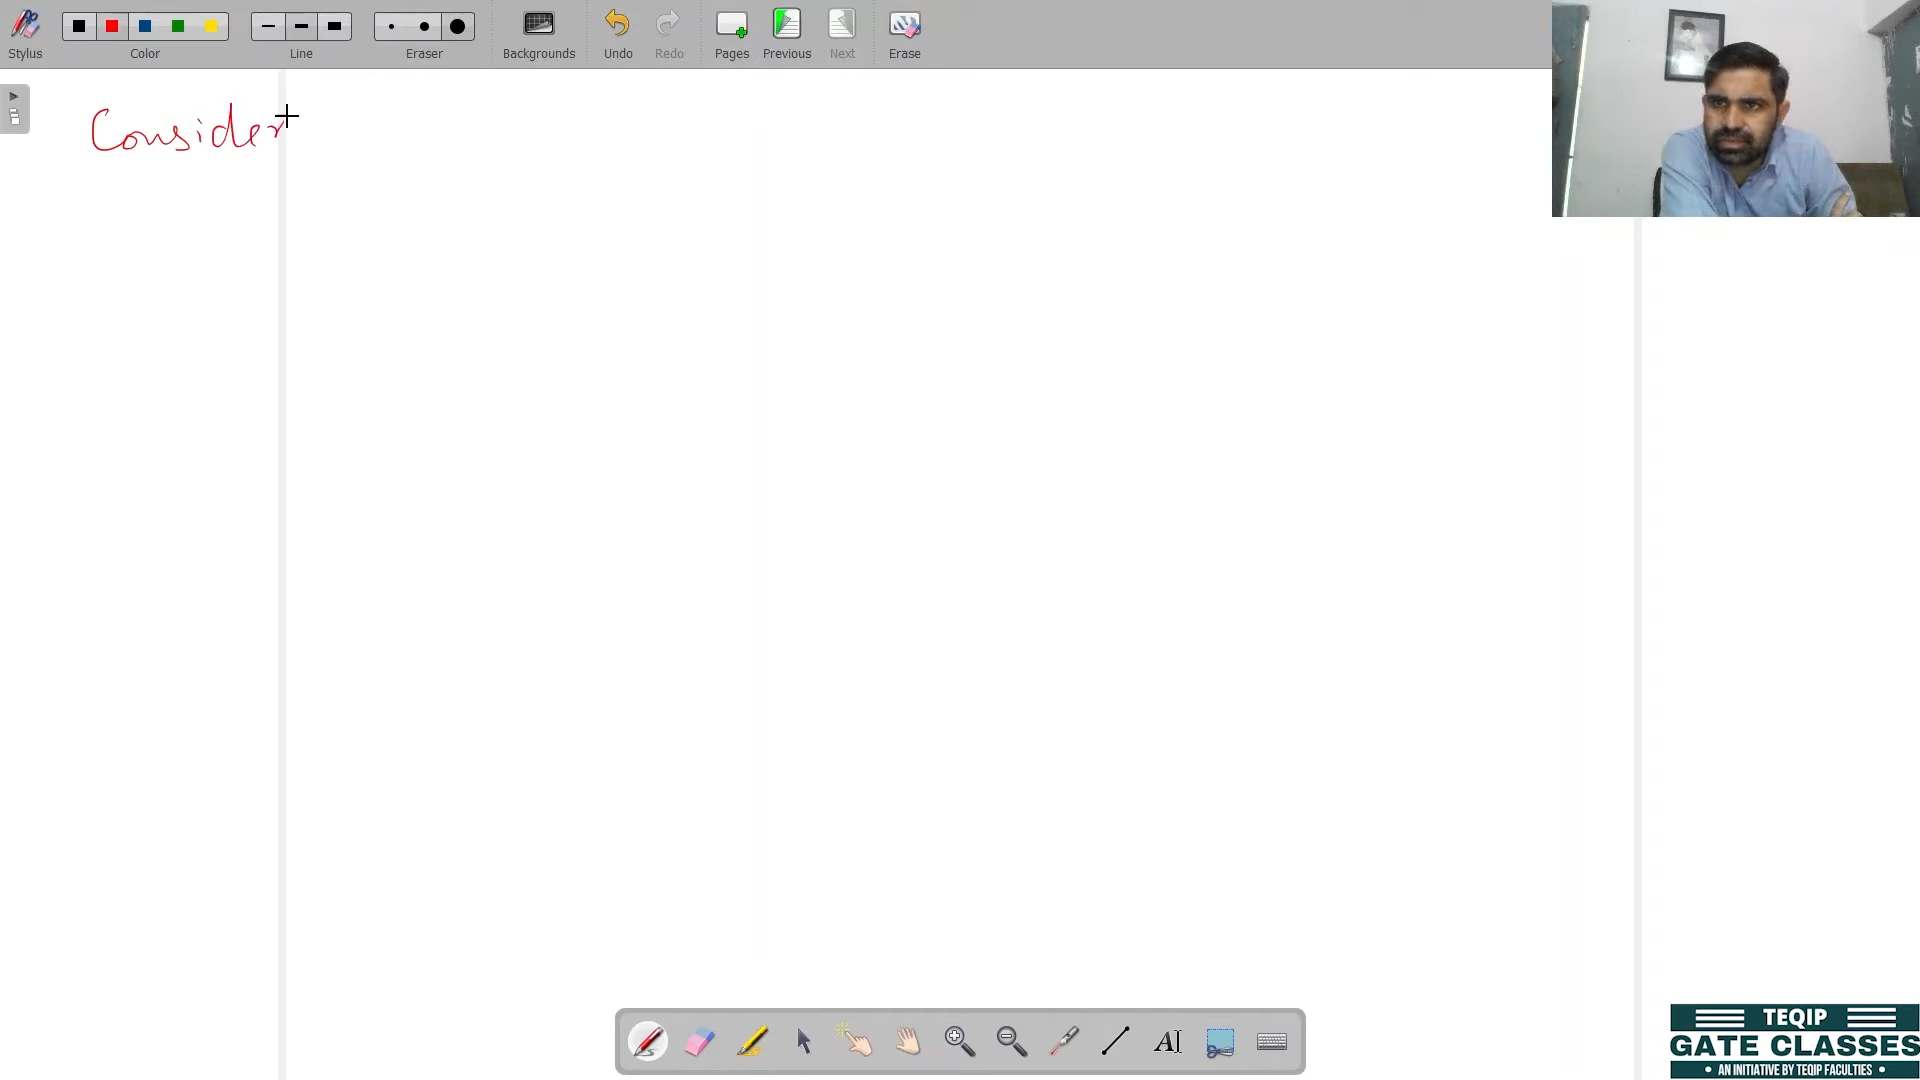 Stylus
Color
Line
Eraser
Backgrounds
Undo
Redo
Pages
Previous
Next
Erase
Consider
A
TEQIP
GATE CLASSES
• AN INITIATIVE BY TEQIP FACULTIES •